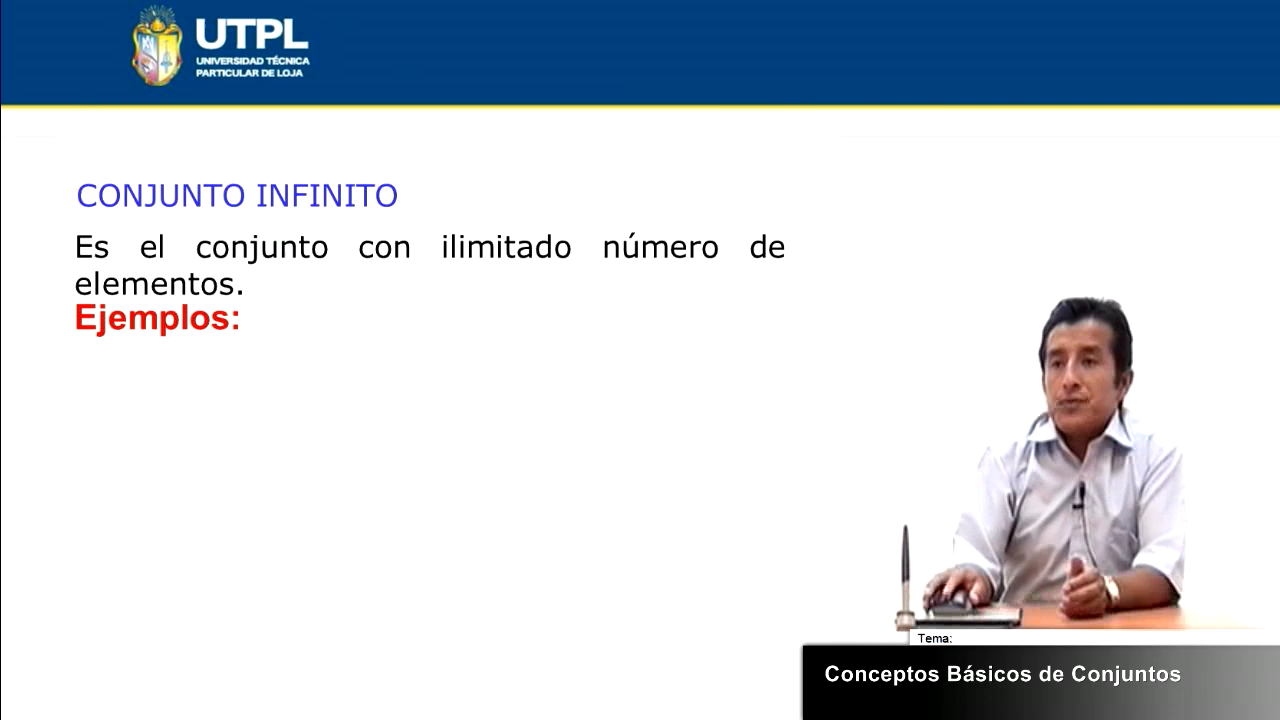 UTPL
UNIVERSIDAD TÉCNICA
PARTICULAR DE LOJA
CONJUNTO INFINITO
Es el conjunto con ilimitado número de
elementos.
Ejemplos:
Tema:
Conceptos Básicos de Conjuntos